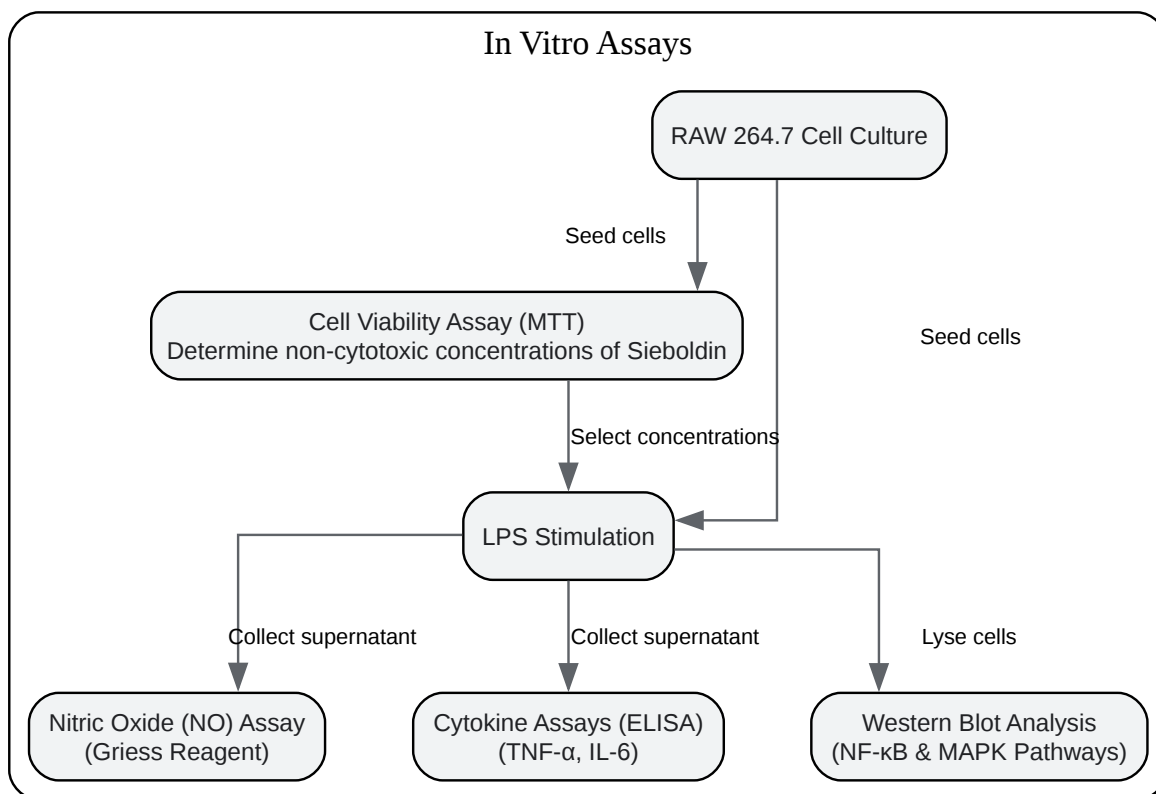 In Vitro Assays
RAW 264.7 Cell Culture
Seed cells
Cell Viability Assay (MTT)
Determine non-cytotoxic concentrations of Sieboldin
Seed cells
Select concentrations
LPS Stimulation
Collect supernatant
Collect supernatant
Lyse cells
Nitric Oxide (NO) Assay
(Griess Reagent)
Cytokine Assays (ELISA)
(TNF-α, IL-6)
Western Blot Analysis
(NF-κB & MAPK Pathways)